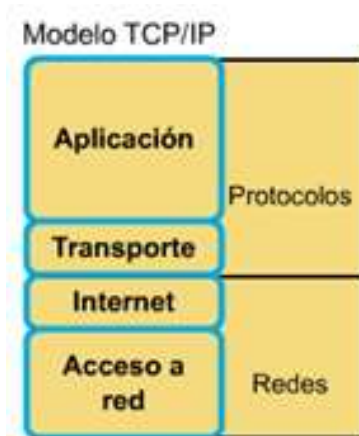 Modelo TCP/IP
Aplicación
Protocolos
Transporte
Internet
Acceso a
red
Redes